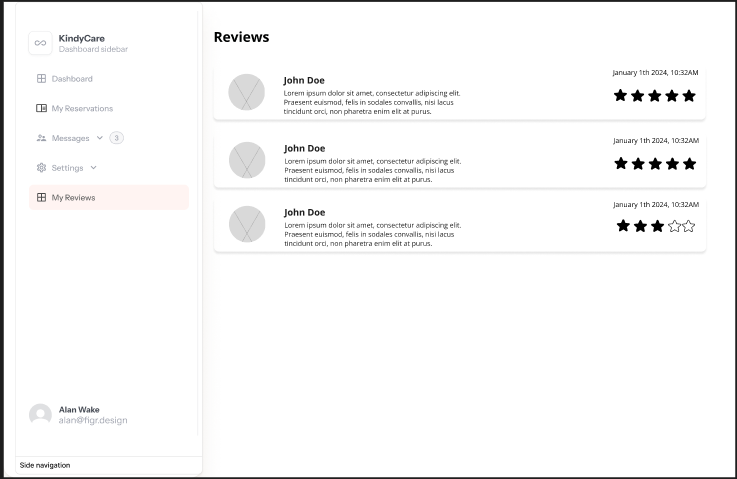 KindyCare
Dashboard sidebar
Dashboard
My Reservations
Messages 3
Settings
My Reviews
Alan Wake
alan@figr.design
Side navigation
Reviews
January 1th 2024, 10:32AM
John Doe
Lorem ipsum dolor sit amet, consectetur adipiscing elit.
Praesent euismod, felis in sodales convallis, nisi lacus
tincidunt orci, non pharetra enim elit at purus.
January 1th 2024, 10:32AM
John Doe
Lorem ipsum dolor sit amet, consectetur adipiscing elit.
Praesent euismod, felis in sodales convallis, nisi lacus
tincidunt orci, non pharetra enim elit at purus.
January 1th 2024, 10:32AM
John Doe
Lorem ipsum dolor sit amet, consectetur adipiscing elit.
Praesent euismod, felis in sodales convallis, nisi lacus
tincidunt orci, non pharetra enim elit at purus.